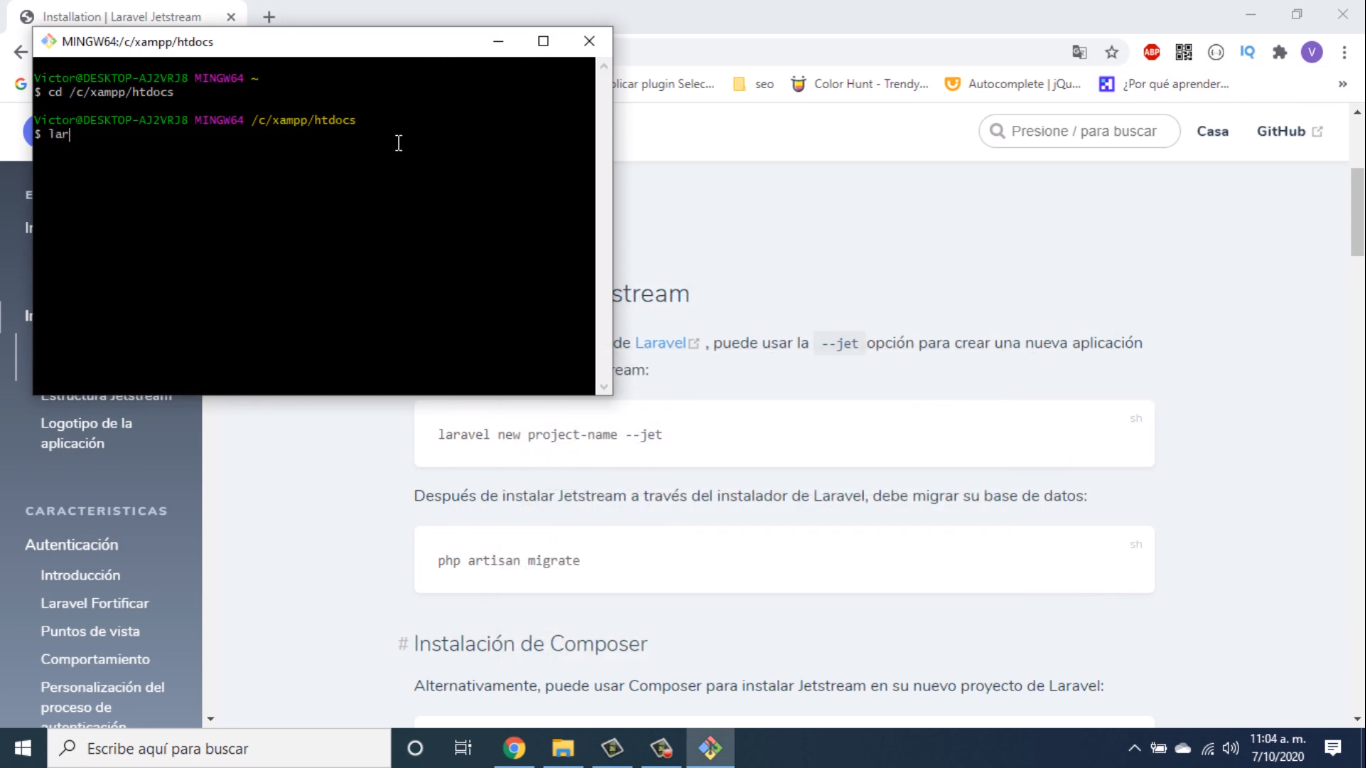 Installation | Laravel Jetstream
MINGW64:/c/xampp/htdocs
Victor@DESKTOP-AJ2VRJ8 MINGW64 ~
$ cd /c/xampp/htdocs
Victor@DESKTOP-AJ2VRJ8 MINGW64 /c/xampp/htdocs
$ lar
ABP
IQ
V
G
plicar plugin Selec...
seo
Color Hunt - Trendy...
Autocomplete | jQu...
¿Por qué aprender...
»
Presione / para buscar
Casa
GitHub
stream
de Laravel , puede usar la --jet opción para crear una nueva aplicación
ream:
sh
laravel new project-name --jet
Después de instalar Jetstream a través del instalador de Laravel, debe migrar su base de datos:
sh
php artisan migrate
# Instalación de Composer
Alternativamente, puede usar Composer para instalar Jetstream en su nuevo proyecto de Laravel:
Estructura Jetstream
Logotipo de la
aplicación
CARACTERISTICAS
Autenticación
Introducción
Laravel Fortificar
Puntos de vista
Comportamiento
Personalización del
proceso de
autenticación
Escribe aquí para buscar
11:04 a. m.
7/10/2020